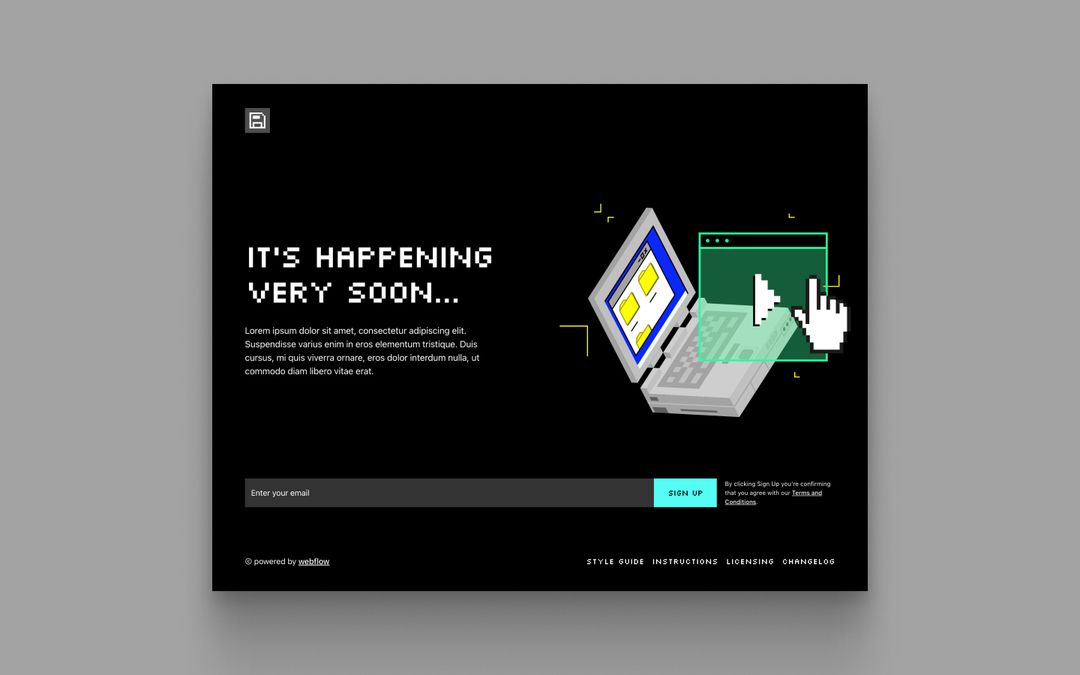 IT'S HAPPENING
VERY SOON...
Lorem ipsum dolor sit amet, consectetur adipiscing elit.
Suspendisse varius enim in eros elementum tristique. Duis
cursus, mi quis viverra ornare, eros dolor interdum nulla, ut
commodo diam libero vitae erat.
Enter your email
SIGN UP
By clicking Sign Up you're confirming
that you agree with our Terms and
Conditions.
© powered by webflow
STYLE GUIDE INSTRUCTIONS LICENSING CHANGELOG